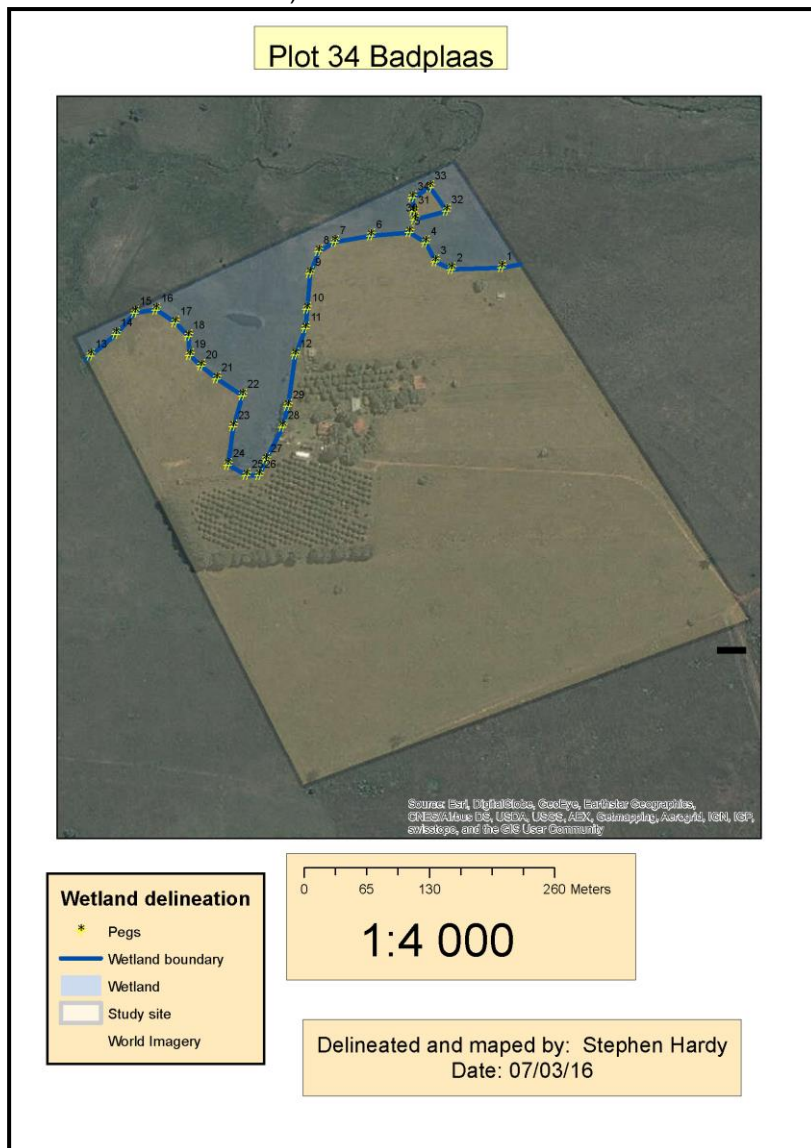 Plot 34 Badplaas
33
34
31
32
30
5
4
7
6
8
3
2
1
9
16
15
10
17
14
11
18
13
12
19
20
21
22
29
23
28
27
24
25
26
Source: Esri, DigitalGlobe, GeoEye, Earthstar Geographics,
CNES/Airbus DS, USDA, USGS, AEX, Getmapping, Aerogrid, IGN, IGP,
swisstopo, and the GIS User Community
Wetland delineation
Pegs
Wetland boundary
Wetland
Study site
World Imagery
0 65 130 260 Meters
1:4 000
Delineated and maped by: Stephen Hardy
Date: 07/03/16